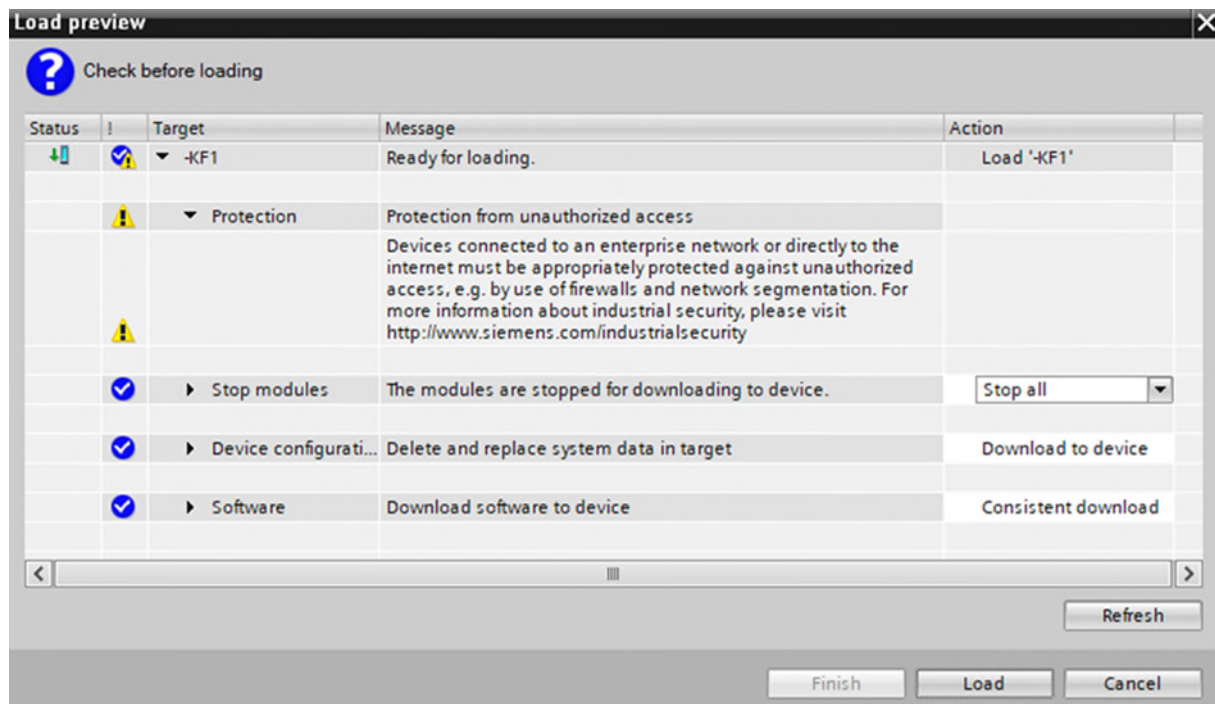 Load preview
Check before loading
Status ! Target Message Action
-KF1 Ready for loading. Load '-KF1'
Protection Protection from unauthorized access
Devices connected to an enterprise network or directly to the
internet must be appropriately protected against unauthorized
access, e.g. by use of firewalls and network segmentation. For
more information about industrial security, please visit
http://www.siemens.com/industrialsecurity
Stop modules The modules are stopped for downloading to device. Stop all
Device configurati... Delete and replace system data in target Download to device
Software Download software to device Consistent download
Refresh
Finish Load Cancel